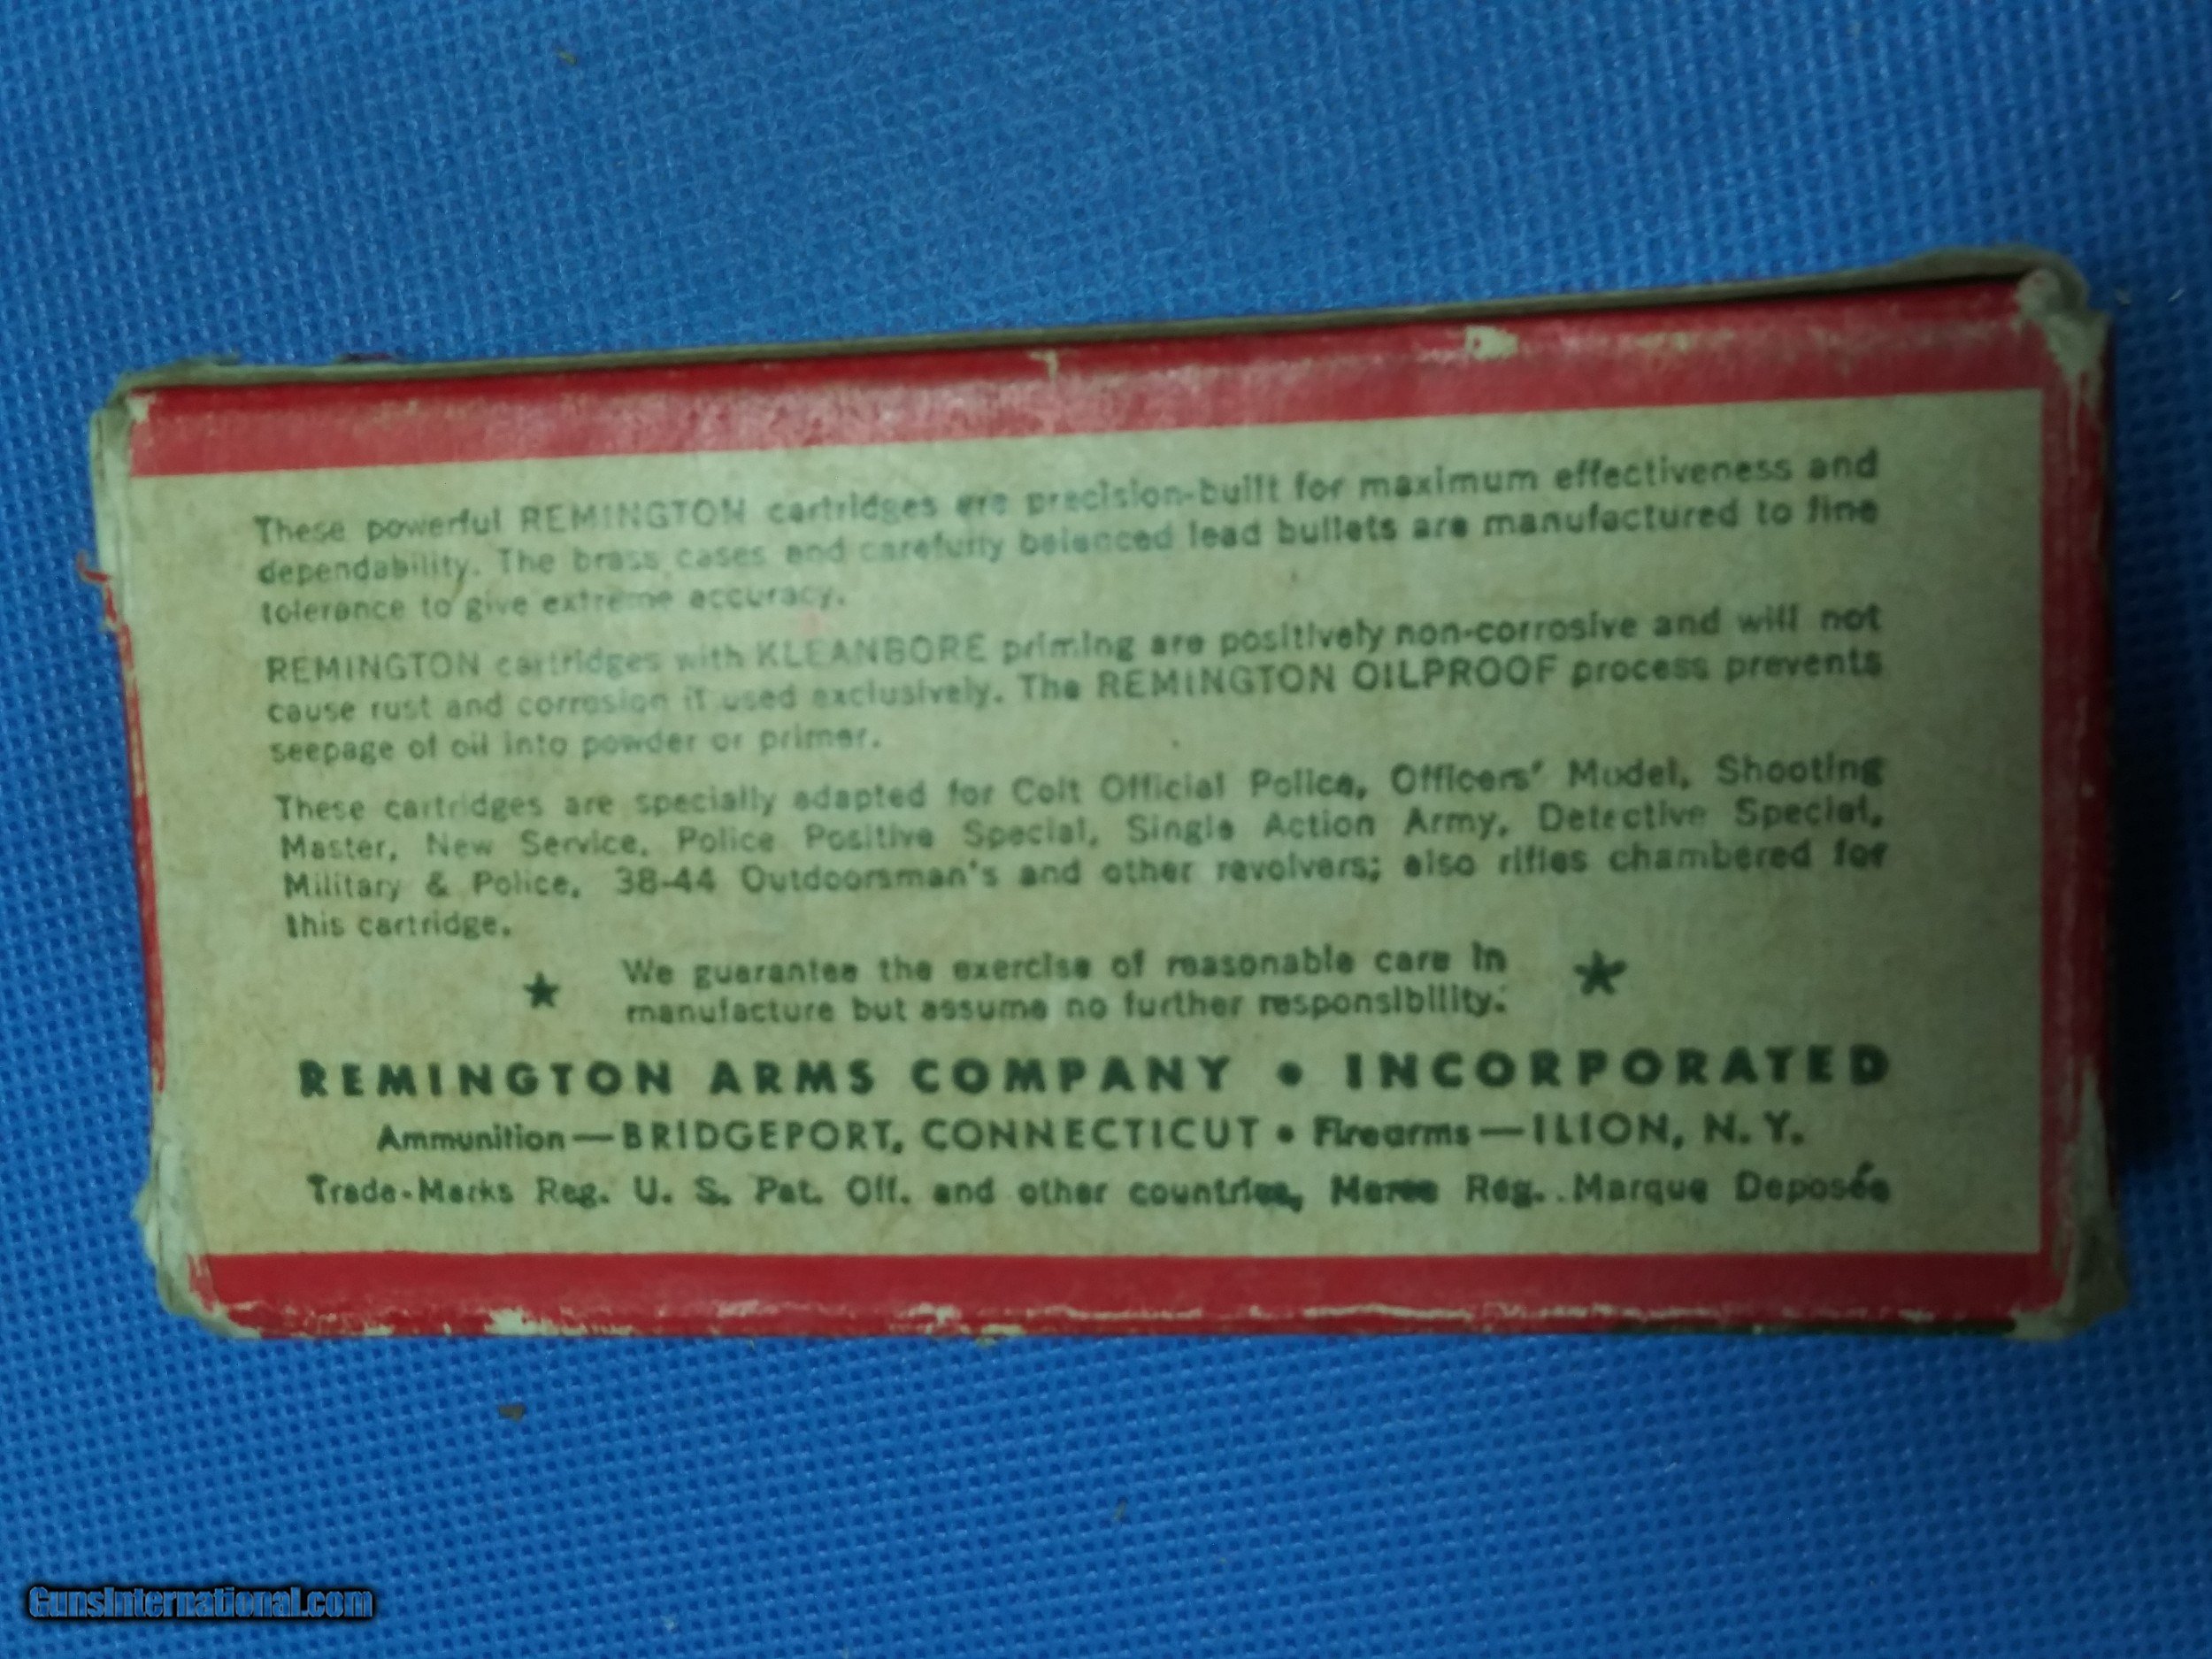 These powerful REMINGTON cartridges are precision-built for maximum effectiveness and
dependability. The brass cases and carefully balanced lead bullets are manufactured to fine
tolerance to give extreme accuracy.
REMINGTON cartridges with KLEANBORE priming are positively non-corrosive and will not
cause rust and corrosion if used exclusively. The REMINGTON OILPROOF process prevents
seepage of oil into powder or primer.
These cartridges are specially adapted for Colt Official Police, Officers' Model, Shooting
Master, New Service, Police Positive Special, Single Action Army, Detective Special,
Military & Police, 38-44 Outdoorsman's and other revolvers; also rifles chambered for
this cartridge.
★ We guarantee the exercise of reasonable care in ★
manufacture but assume no further responsibility.
REMINGTON ARMS COMPANY • INCORPORATED
Ammunition—BRIDGEPORT, CONNECTICUT • Firearms—ILION, N. Y.
Trade-Marks Reg. U. S. Pat. Off. and other countries, Marca Reg. Marque Deposée
GunsInternational.com